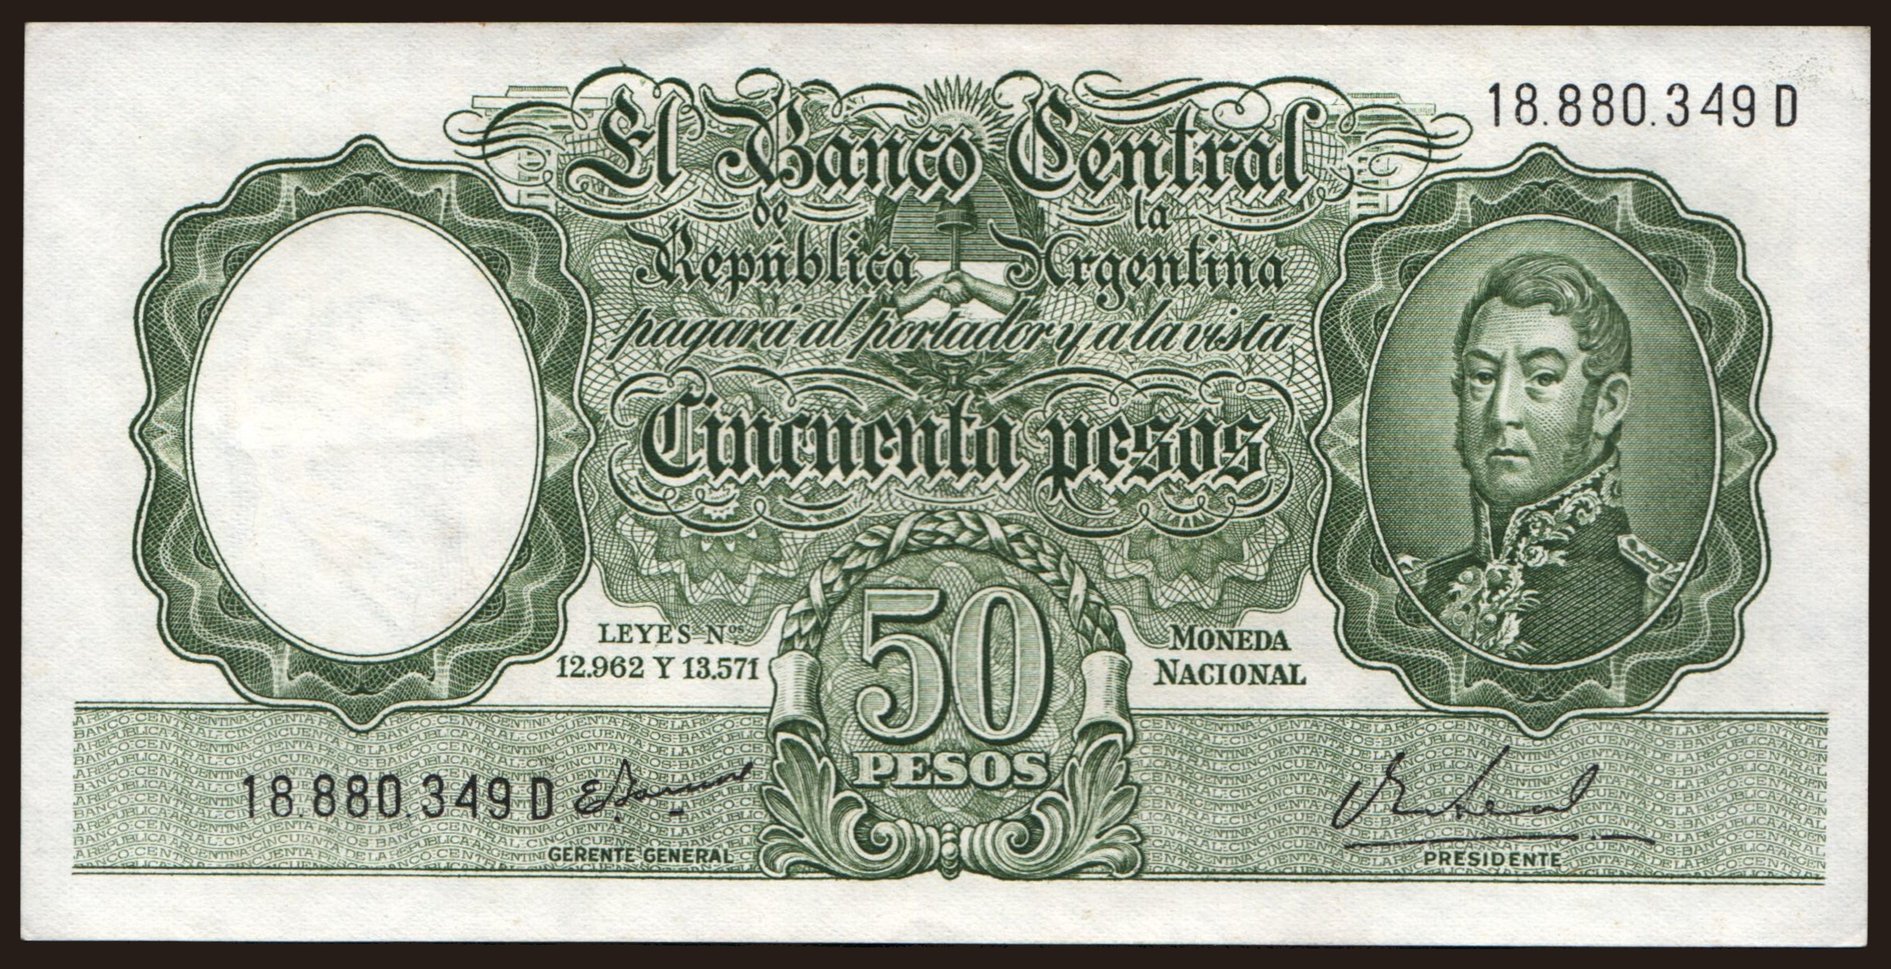 18.880.349 D
El Banco Central
de la
República Argentina
pagará al portador y a la vista
Cincuenta pesos
LEYES Nos.
12.962 Y 13.571
MONEDA
NACIONAL
50
PESOS
18.880.349 D
GERENTE GENERAL
PRESIDENTE